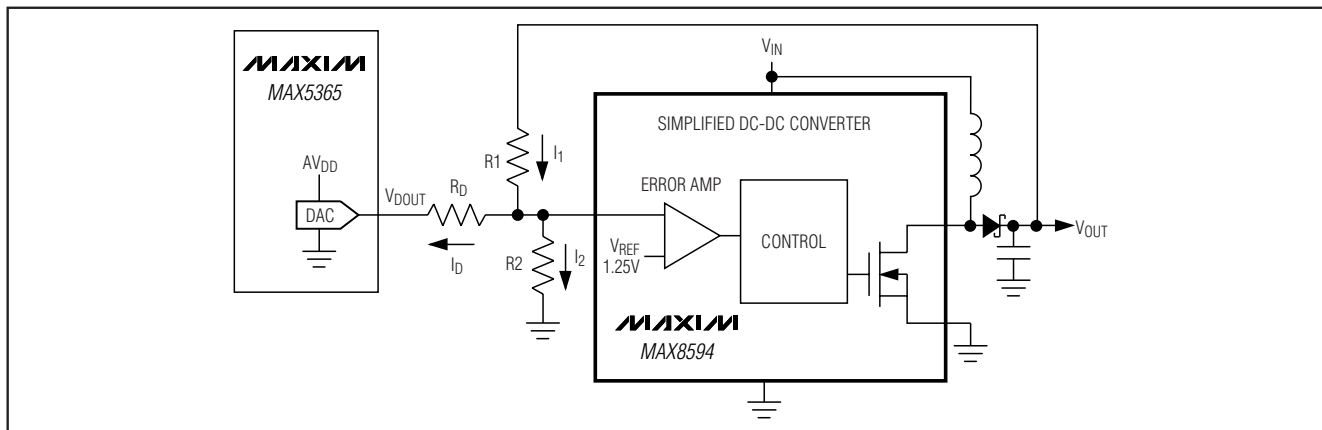 MAXIM
MAX5365
AVDD
DAC
VDOUT
RD
ID
R1
I1
R2
I2
VIN
SIMPLIFIED DC-DC CONVERTER
ERROR AMP
VREF
1.25V
CONTROL
MAXIM
MAX8594
VOUT